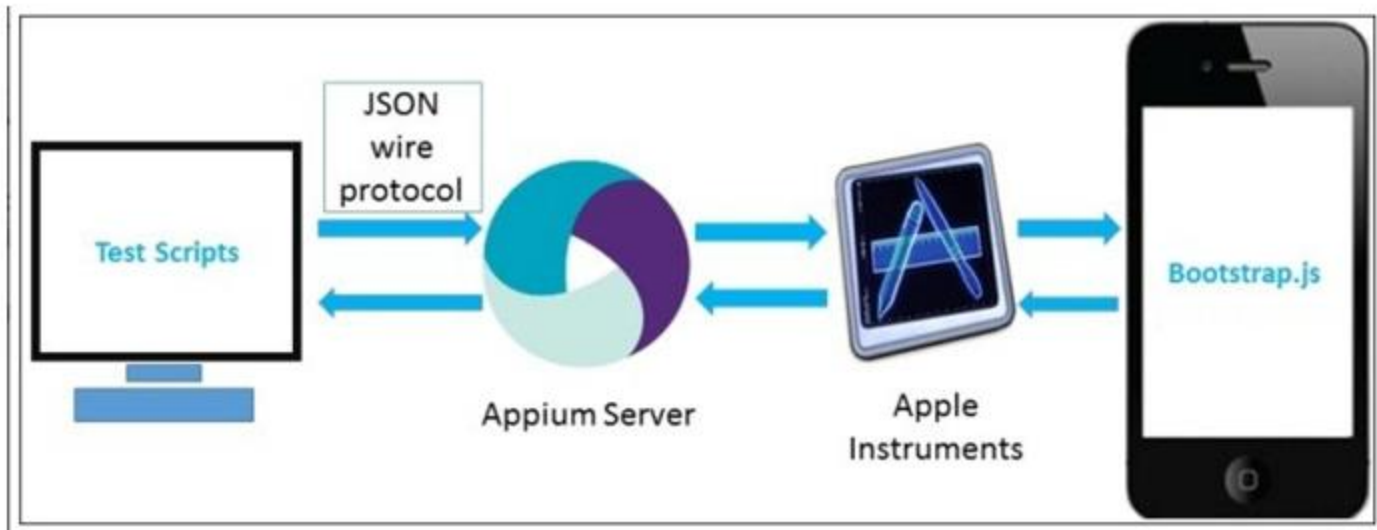 JSON
wire
protocol
Test Scripts
Bootstrap.js
Appium Server
Apple
Instruments